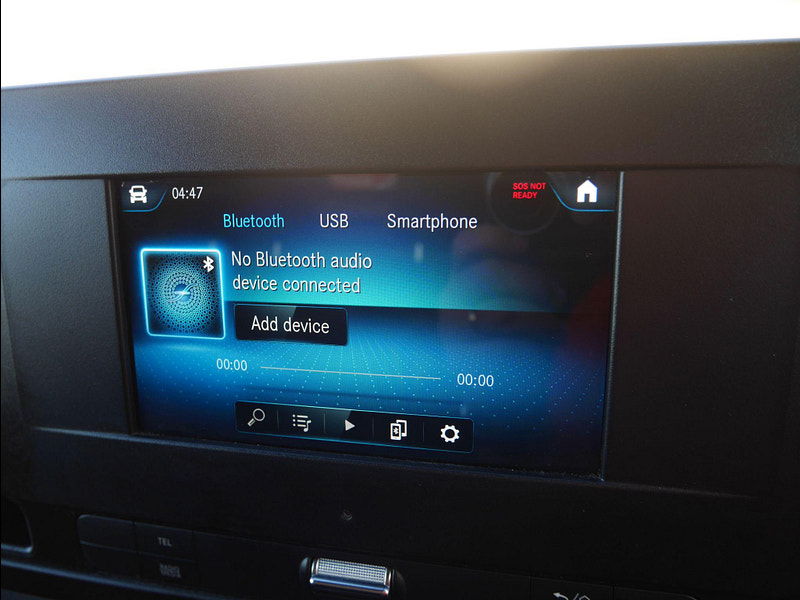 04:47
SOS NOT
READY
Bluetooth
USB
Smartphone
No Bluetooth audio
device connected
Add device
00:00
00:00
TEL